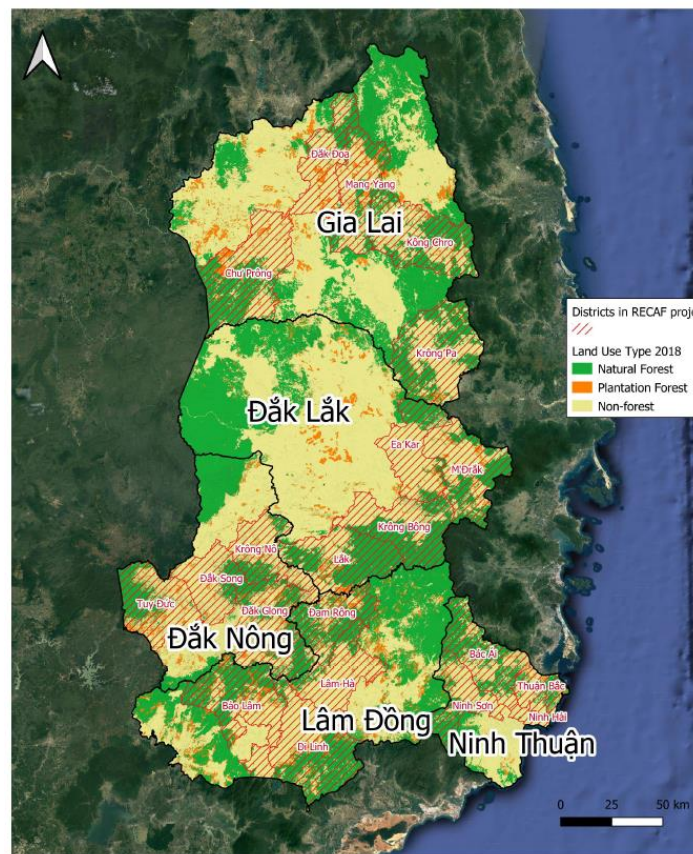 Đắk Đoa
Mang Yang
Gia Lai
Kông Chro
Chư Prông
Krông Pa
Districts in RECAF proje
Land Use Type 2018
Natural Forest
Plantation Forest
Non-forest
Đắk Lắk
Ea Kar
M'Đrắk
Krông Bông
Krông Nô
Lắk
Đắk Song
Tuy Đức
Đắk Glong
Đam Rông
Đắk Nông
Bác Ái
Thuận Bắc
Lâm Hà
Bảo Lâm
Ninh Sơn
Ninh Hải
Lâm Đồng
Di Linh
Ninh Thuận
0 25 50 km